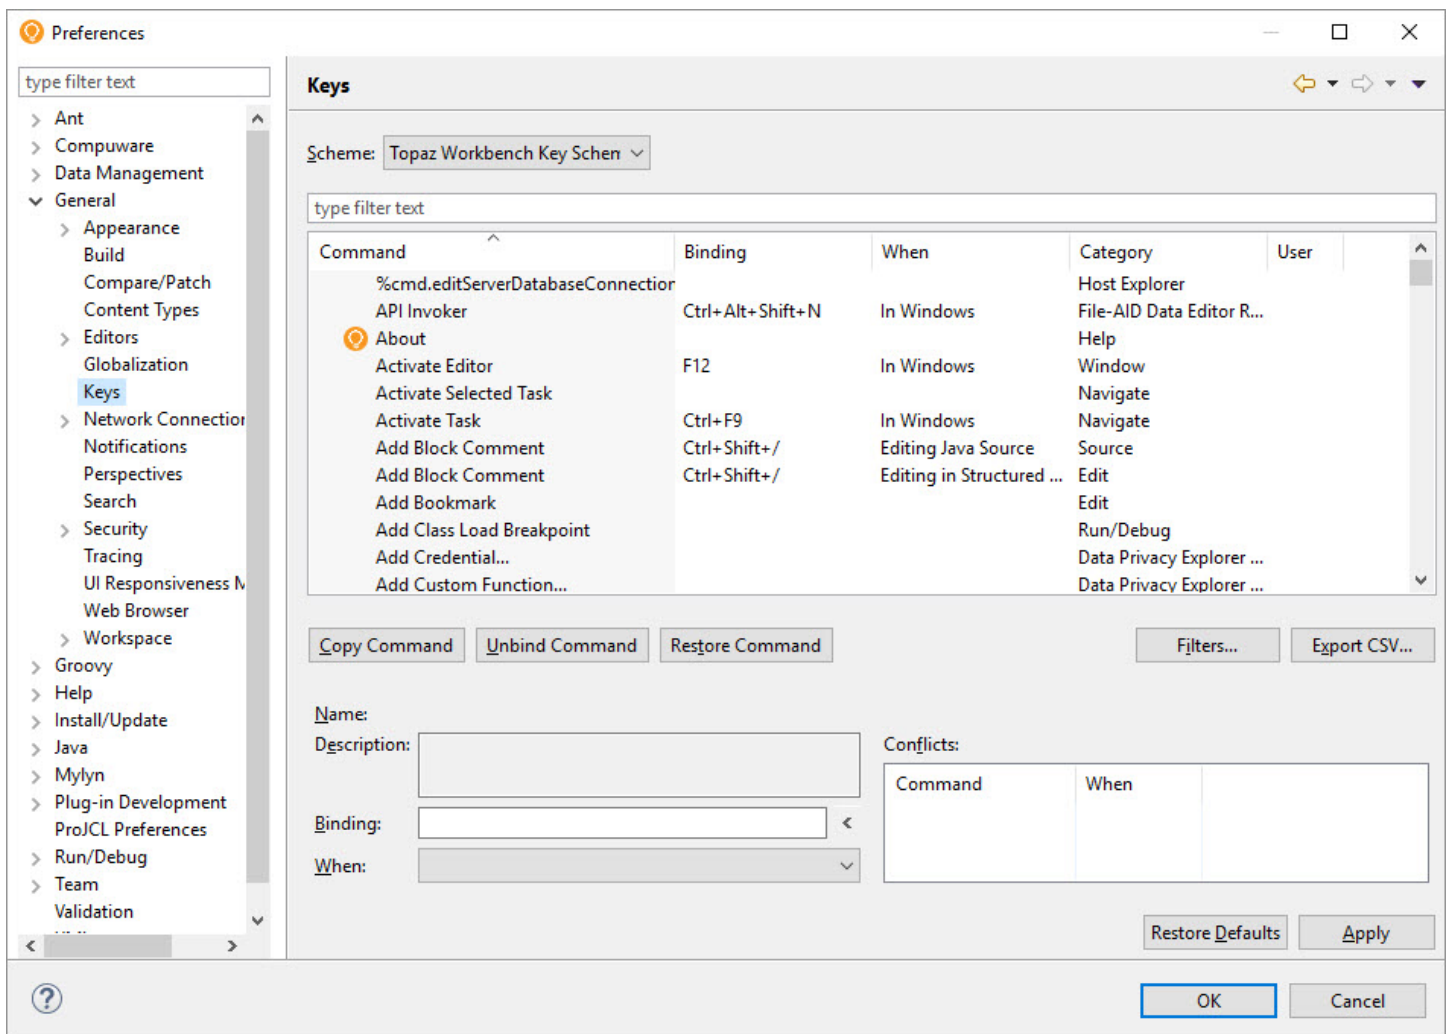 Preferences
type filter text
Ant
Compuware
Data Management
General
Appearance
Build
Compare/Patch
Content Types
Editors
Globalization
Keys
Network Connection
Notifications
Perspectives
Search
Security
Tracing
UI Responsiveness
Web Browser
Workspace
Groovy
Help
Install/Update
Java
Mylyn
Plug-in Development
ProJCL Preferences
Run/Debug
Team
Validation
Keys
Scheme: Topaz Workbench Key Schem
type filter text
Command Binding When Category User
%cmd.editServerDatabaseConnection Host Explorer
API Invoker Ctrl+Alt+Shift+N In Windows File-AID Data Editor R...
About Help
Activate Editor F12 In Windows Window
Activate Selected Task Navigate
Activate Task Ctrl+F9 In Windows Navigate
Add Block Comment Ctrl+Shift+/ Editing Java Source Source
Add Block Comment Ctrl+Shift+/ Editing in Structured ... Edit
Add Bookmark Edit
Add Class Load Breakpoint Run/Debug
Add Credential... Data Privacy Explorer ...
Add Custom Function... Data Privacy Explorer ...
Copy Command Unbind Command Restore Command Filters... Export CSV...
Name:
Description:
Binding:
When:
Conflicts:
Command When
Restore Defaults Apply
OK Cancel